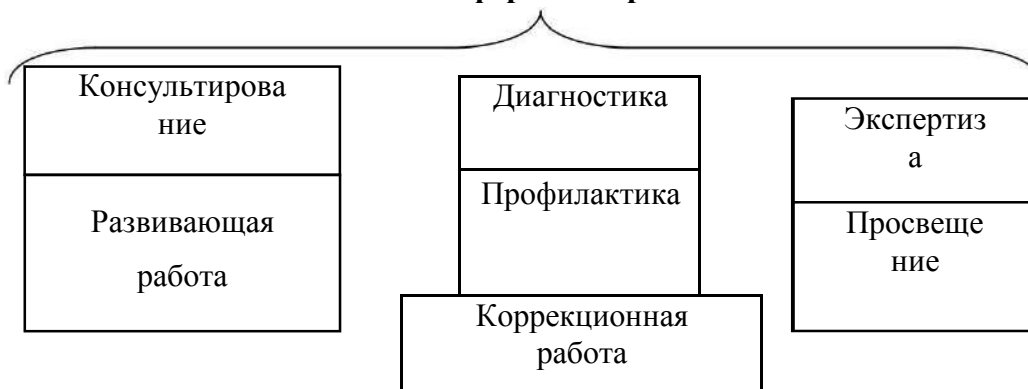 Консультирова
ние
Развивающая
работа
Диагностика
Профилактика
Коррекционная
работа
Экспертиз
а
Просвеще
ние